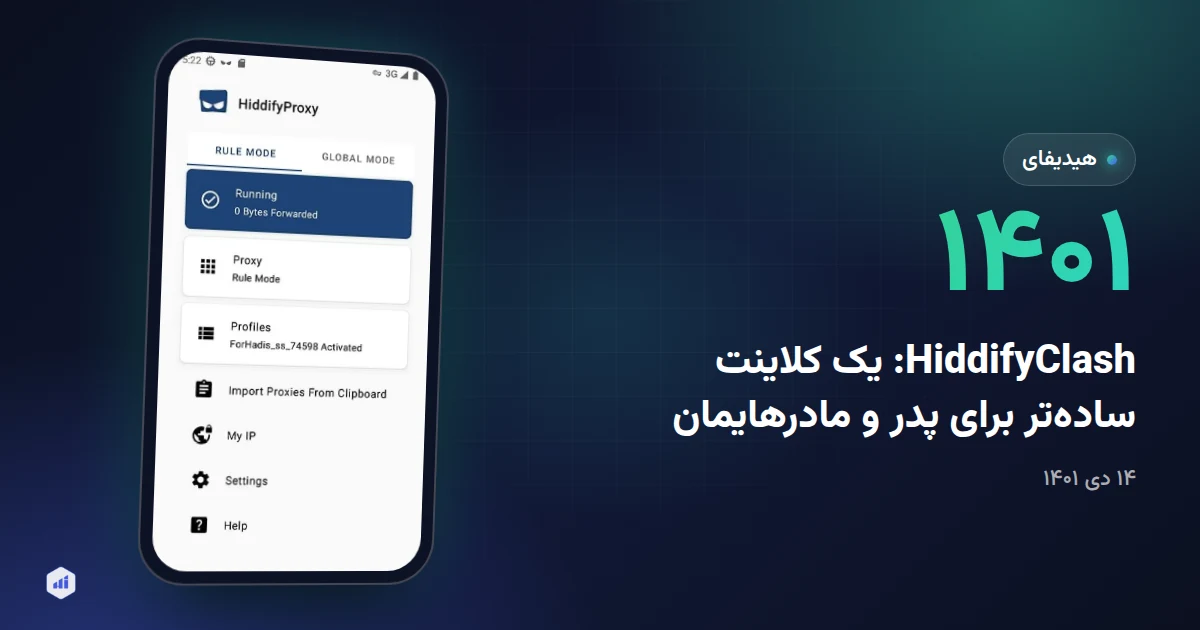 5:22
3G
HiddifyProxy
RULE MODE
GLOBAL MODE
Running
0 Bytes Forwarded
Proxy
Rule Mode
Profiles
ForHadis_ss_74598 Activated
Import Proxies From Clipboard
My IP
Settings
Help
هیدیفای
۱۴۰۱
HiddifyClash: یک کلاینت
ساده‌تر برای پدر و مادرهایمان
۱۴ دی ۱۴۰۱